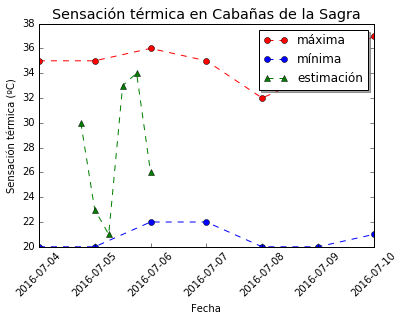 Sensación térmica en Cabañas de la Sagra
38
36
34
32
30
28
26
24
22
20
Sensación térmica (ºC)
máxima
mínima
estimación
2016-07-04
2016-07-05
2016-07-06
2016-07-07
2016-07-08
2016-07-09
2016-07-10
Fecha